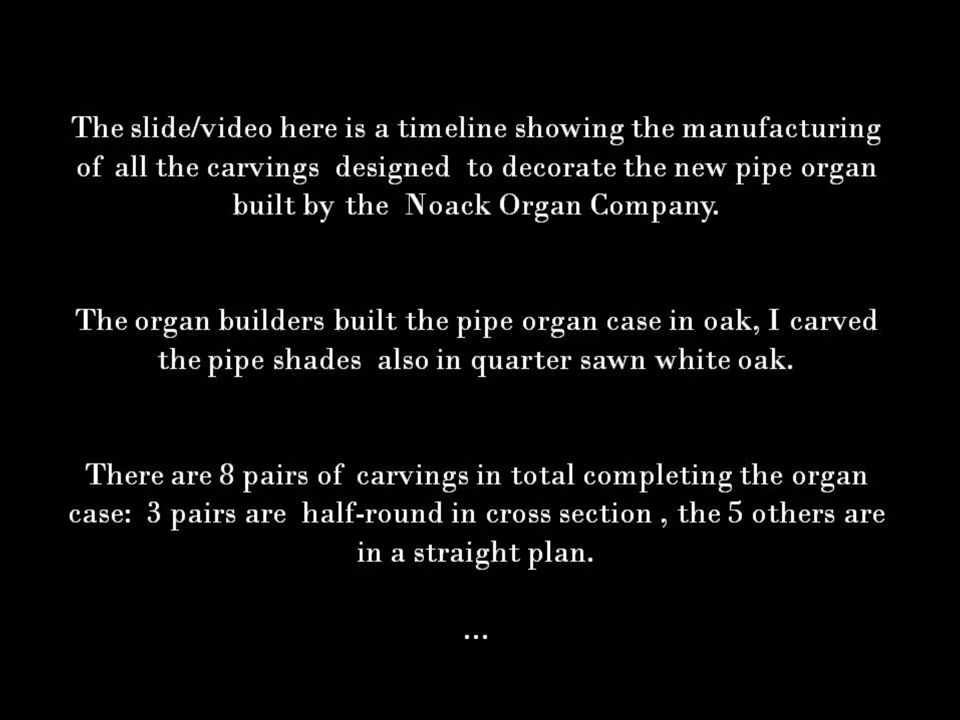 The slide/video here is a timeline showing the manufacturing
of all the carvings designed to decorate the new pipe organ
built by the Noack Organ Company.
The organ builders built the pipe organ case in oak, I carved
the pipe shades also in quarter sawn white oak.
There are 8 pairs of carvings in total completing the organ
case: 3 pairs are half-round in cross section , the 5 others are
in a straight plan.
...